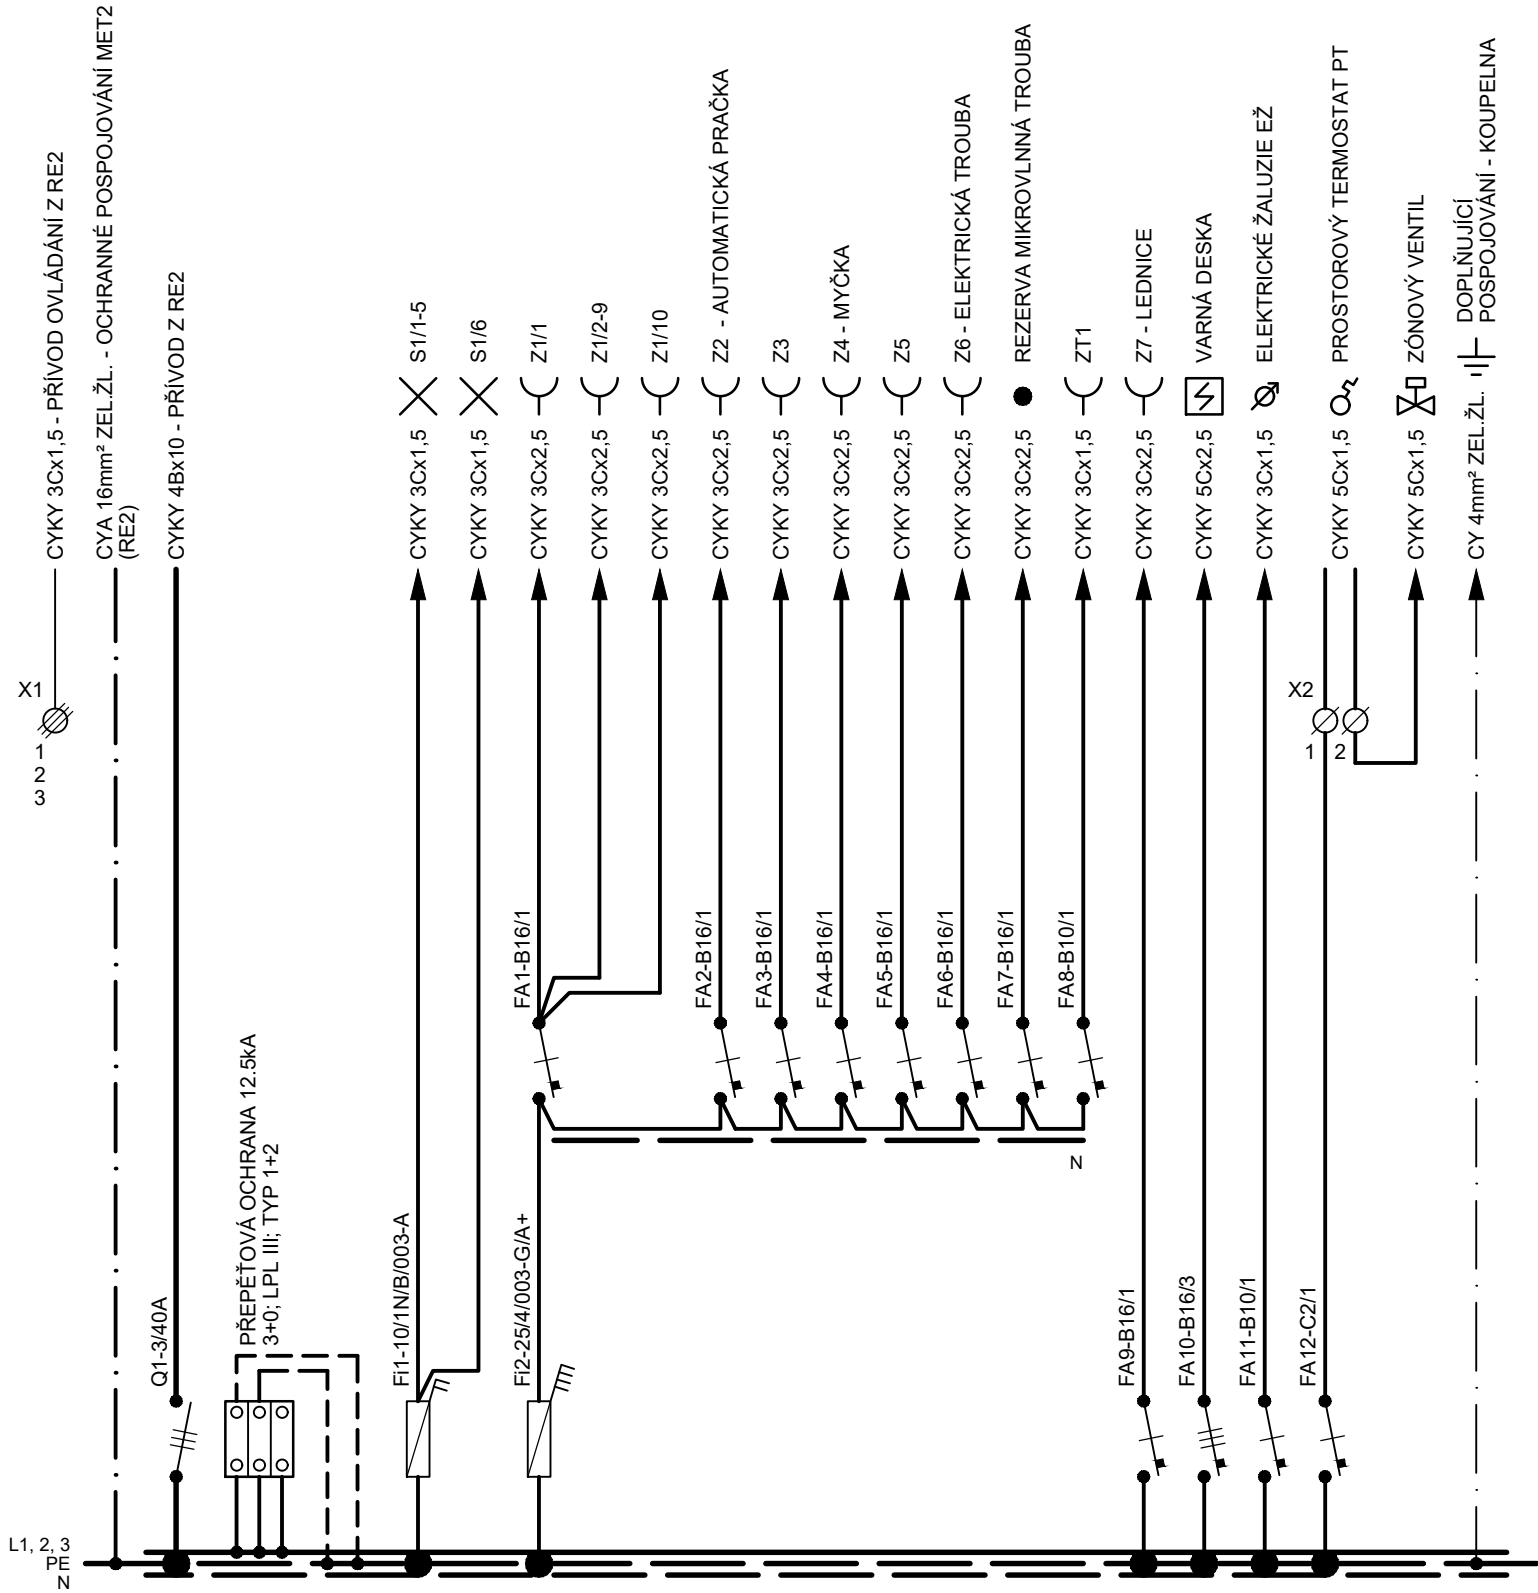 CYKY 3Cx1,5 - PŘÍVOD OVLÁDÁNÍ Z RE2
CYA 16mm² ZEL.ŽL. - OCHRANNÉ POSPOJOVÁNÍ MET2
(RE2)
CYKY 4Bx10 - PŘÍVOD Z RE2
CYKY 3Cx1,5
S1/1-5
CYKY 3Cx1,5
S1/6
CYKY 3Cx2,5
Z1/1
CYKY 3Cx2,5
Z1/2-9
CYKY 3Cx2,5
Z1/10
CYKY 3Cx2,5
Z2 - AUTOMATICKÁ PRAČKA
CYKY 3Cx2,5
Z3
CYKY 3Cx2,5
Z4 - MYČKA
CYKY 3Cx2,5
Z5
CYKY 3Cx2,5
Z6 - ELEKTRICKÁ TROUBA
CYKY 3Cx2,5
REZERVA MIKROVLNNÁ TROUBA
CYKY 3Cx2,5
ZT1
CYKY 3Cx2,5
Z7 - LEDNICE
CYKY 5Cx2,5
VARNÁ DESKA
CYKY 3Cx1,5
ELEKTRICKÉ ŽALUZIE EŽ
CYKY 5Cx1,5
PROSTOROVÝ TERMOSTAT PT
CYKY 5Cx1,5
ZÓNOVÝ VENTIL
CY 4mm² ZEL.ŽL.
DOPLŇUJÍCÍ
POSPOJOVÁNÍ - KOUPELNA
X1
1
2
3
X2
1
2
FA1-B16/1
FA2-B16/1
FA3-B16/1
FA4-B16/1
FA5-B16/1
FA6-B16/1
FA7-B16/1
FA8-B10/1
N
Q1-3/40A
PŘEPĚŤOVÁ OCHRANA 12.5kA
3+0; LPL III; TYP 1+2
Fi1-10/1N/B/003-A
Fi2-25/4/003-G/A+
FA9-B16/1
FA10-B16/3
FA11-B10/1
FA12-C2/1
L1, 2, 3
PE
N